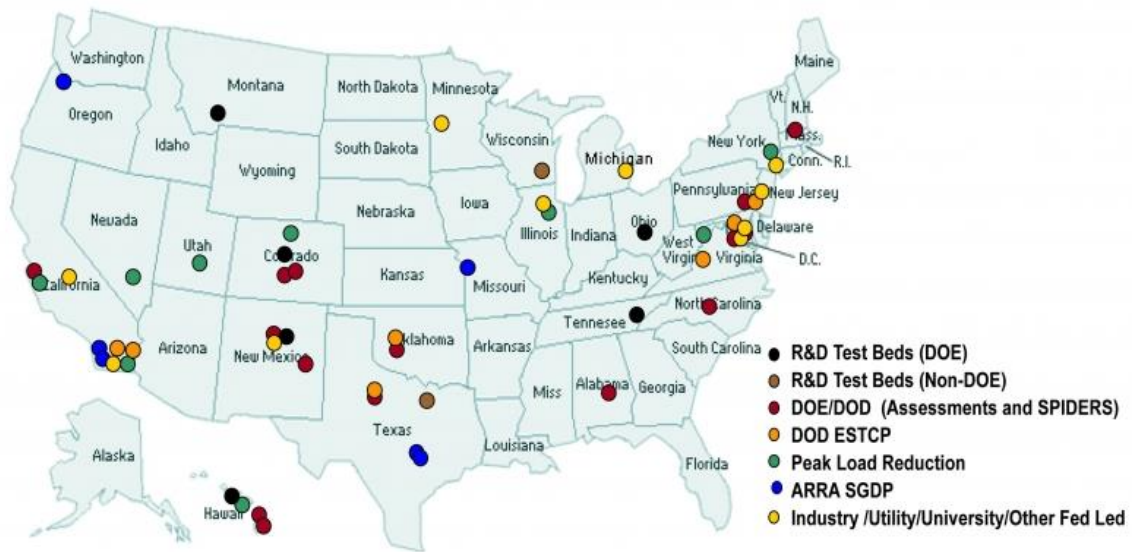 Washington
Montana
North Dakota
Minnesota
Maine
Vt.
N.H.
Oregon
Idaho
South Dakota
Wisconsin
Michigan
New York
Mass.
R.I.
Conn.
Wyoming
Nevada
Utah
Nebraska
Iowa
Pennsylvania
New Jersey
Illinois
Indiana
Ohio
Delaware
West
Virginia
Virginia
D.C.
California
Colorado
Kansas
Missouri
Kentucky
Tennesee
North Carolina
Arizona
New Mexico
Oklahoma
Arkansas
South Carolina
Miss
Alabama
Georgia
Texas
Louisiana
Florida
Alaska
Hawaii
R&D Test Beds (DOE)
R&D Test Beds (Non-DOE)
DOE/DOD (Assessments and SPIDERS)
DOD ESTCP
Peak Load Reduction
ARRA SGDP
Industry /Utility/University/Other Fed Led